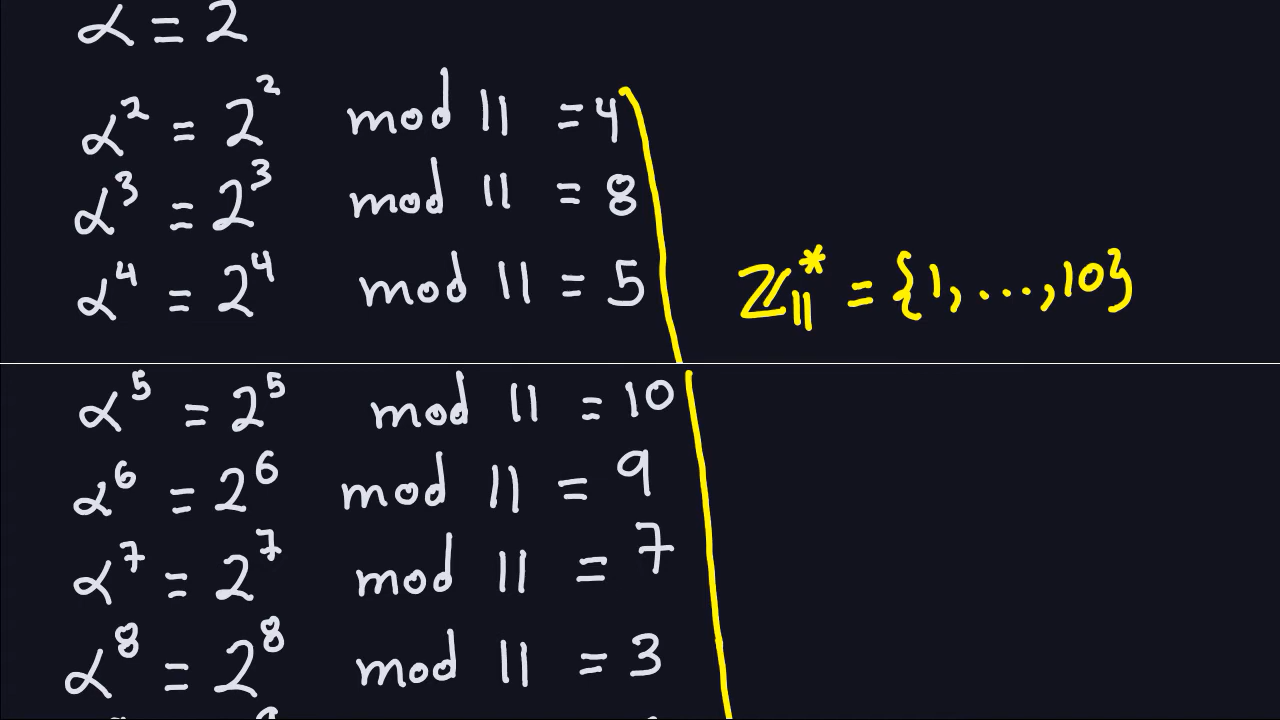 α = 2
α² = 2² mod 11 = 4
α³ = 2³ mod 11 = 8
α⁴ = 2⁴ mod 11 = 5
ℤ₁₁* = {1, ..., 10}
α⁵ = 2⁵ mod 11 = 10
α⁶ = 2⁶ mod 11 = 9
α⁷ = 2⁷ mod 11 = 7
α⁸ = 2⁸ mod 11 = 3